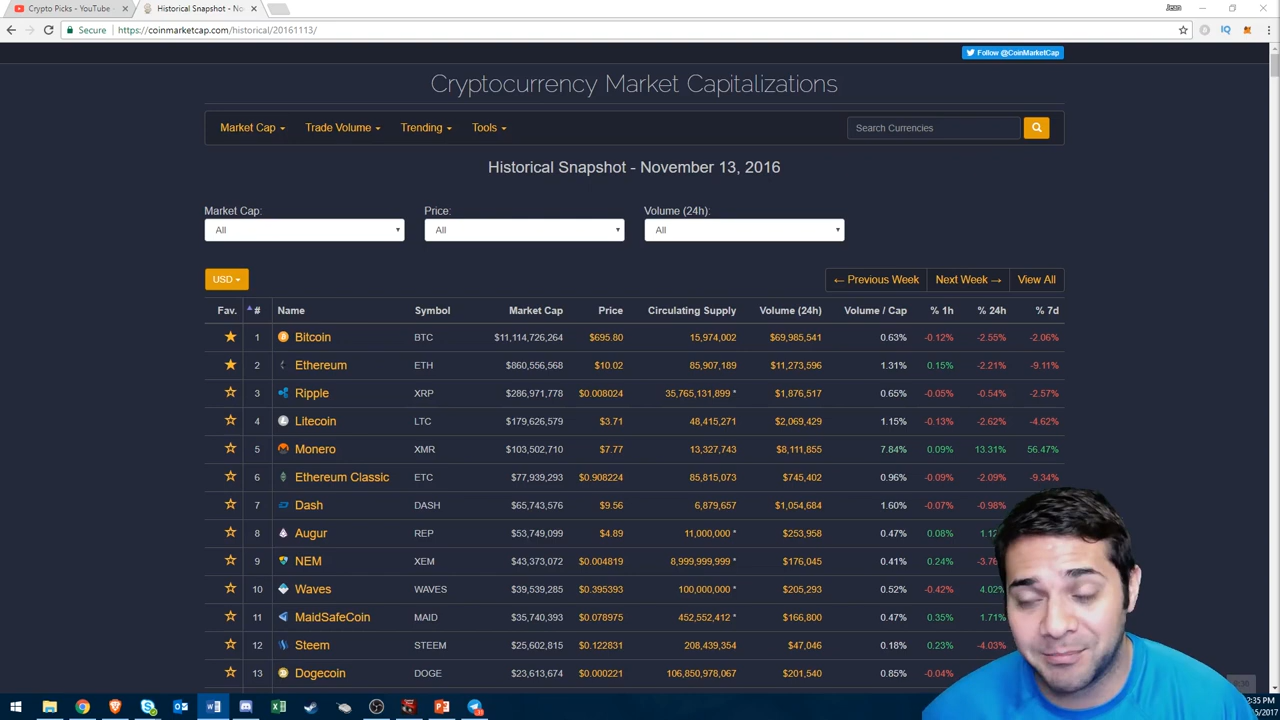 Crypto Picks - YouTube × Historical Snapshot - No × Jesn
Secure https://coinmarketcap.com/historical/20161113/
Follow @CoinMarketCap
Cryptocurrency Market Capitalizations
Market Cap Trade Volume Trending Tools Search Currencies
Historical Snapshot - November 13, 2016
Market Cap: Price: Volume (24h):
All All All
USD ← Previous Week Next Week → View All
Fav. # Name Symbol Market Cap Price Circulating Supply Volume (24h) Volume / Cap % 1h % 24h % 7d
1 Bitcoin BTC $11,114,726,264 $695.80 15,974,002 $69,985,541 0.63% -0.12% -2.55% -2.06%
2 Ethereum ETH $860,556,568 $10.02 85,907,189 $11,273,596 1.31% 0.15% -2.21% -9.11%
3 Ripple XRP $286,971,778 $0.008024 35,765,131,899 * $1,876,517 0.65% -0.05% -0.54% -2.57%
4 Litecoin LTC $179,626,579 $3.71 48,415,271 $2,069,429 1.15% -0.13% -2.62% -4.62%
5 Monero XMR $103,502,710 $7.77 13,327,743 $8,111,855 7.84% 0.09% 13.31% 56.47%
6 Ethereum Classic ETC $77,939,293 $0.908224 85,815,073 $745,402 0.96% -0.09% -2.09% -9.34%
7 Dash DASH $65,743,576 $9.56 6,879,657 $1,054,684 1.60% -0.07% -0.98%
8 Augur REP $53,749,099 $4.89 11,000,000 * $253,958 0.47% 0.08% 1.12
9 NEM XEM $43,373,072 $0.004819 8,999,999,999 * $176,045 0.41% 0.24% -3.76
10 Waves WAVES $39,539,285 $0.395393 100,000,000 * $205,293 0.52% -0.42% 4.02
11 MaidSafeCoin MAID $35,740,393 $0.078975 452,552,412 * $166,800 0.47% 0.35% 1.71%
12 Steem STEEM $25,602,815 $0.122831 208,439,354 $47,046 0.18% 0.23% -4.03%
13 Dogecoin DOGE $23,613,674 $0.000221 106,850,978,067 $201,540 0.85% -0.04%
2:35 PM
5/2017